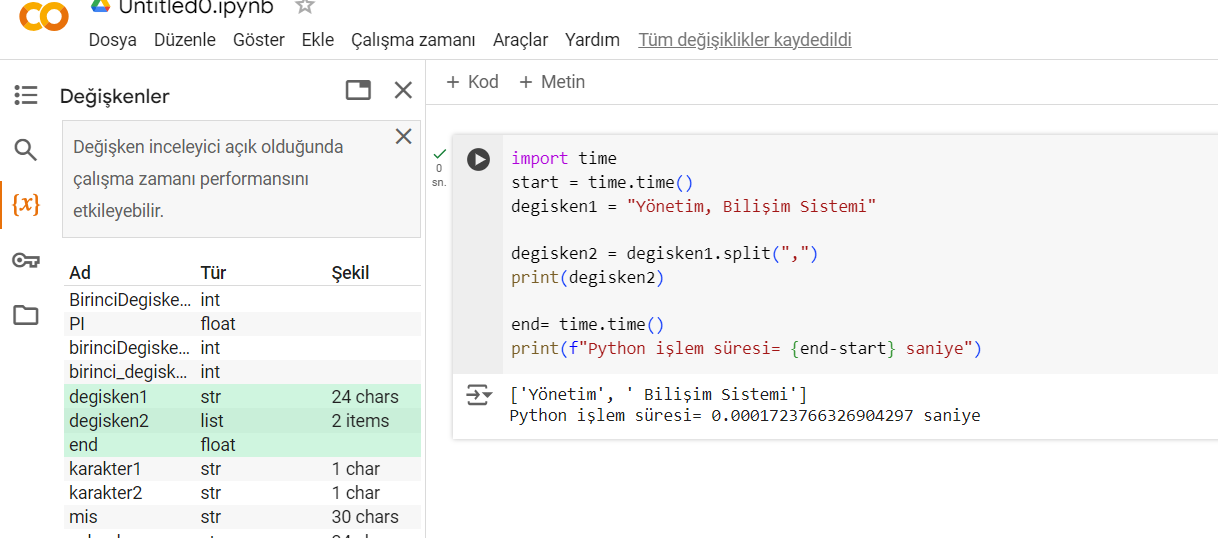 Untitled0.ipynb
Dosya Düzenle Göster Ekle Çalışma zamanı Araçlar Yardım Tüm değişiklikler kaydedildi
Değişkenler
+ Kod + Metin
Değişken inceleyici açık olduğunda
çalışma zamanı performansını
etkileyebilir.
{x}
Ad Tür Şekil
BirinciDegiske... int
PI float
birinciDegiske... int
birinci_degisk... int
degisken1 str 24 chars
degisken2 list 2 items
end float
karakter1 str 1 char
karakter2 str 1 char
mis str 30 chars
0
sn.
import time
start = time.time()
degisken1 = "Yönetim, Bilişim Sistemi"
degisken2 = degisken1.split(",")
print(degisken2)
end= time.time()
print(f"Python işlem süresi= {end-start} saniye")
['Yönetim', ' Bilişim Sistemi']
Python işlem süresi= 0.0001723766326904297 saniye